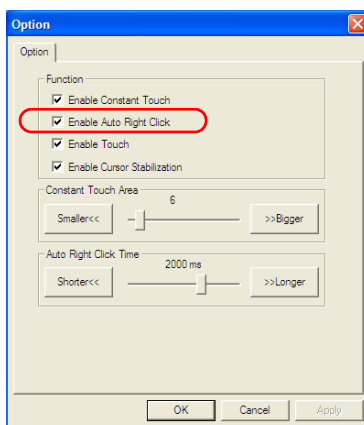 Option
Option
Function
Enable Constant Touch
Enable Auto Right Click
Enable Touch
Enable Cursor Stabilization
Constant Touch Area
6
Smaller<< >>Bigger
Auto Right Click Time
2000 ms
Shorter<< >>Longer
OK Cancel Apply